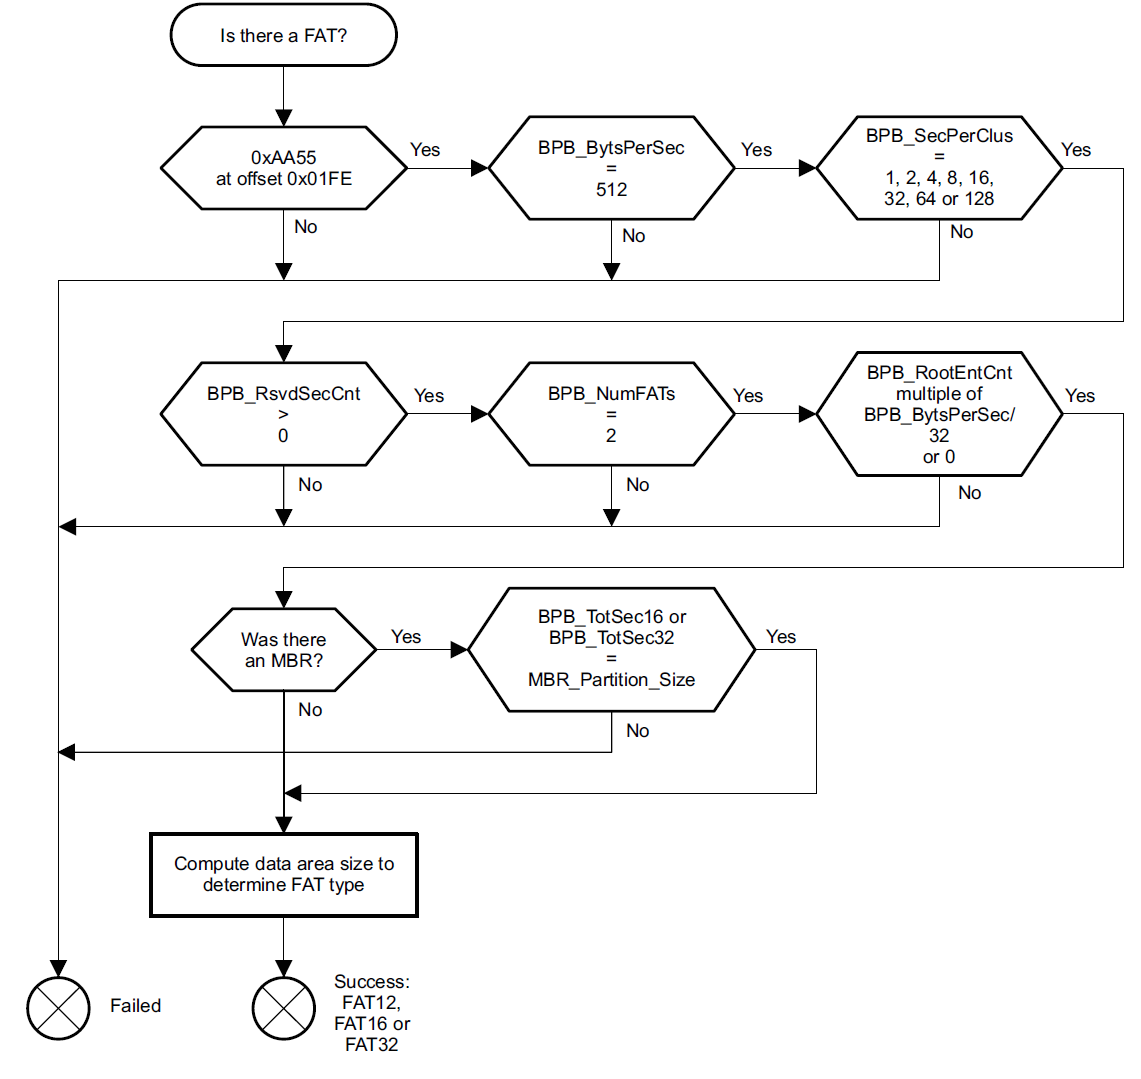 Is there a FAT?
0xAA55
at offset 0x01FE
Yes
No
BPB_BytsPerSec
=
512
Yes
No
BPB_SecPerClus
=
1, 2, 4, 8, 16,
32, 64 or 128
Yes
No
BPB_RsvdSecCnt
>
0
Yes
No
BPB_NumFATs
=
2
Yes
No
BPB_RootEntCnt
multiple of
BPB_BytsPerSec/
32
or 0
Yes
No
Was there
an MBR?
Yes
No
BPB_TotSec16 or
BPB_TotSec32
=
MBR_Partition_Size
Yes
No
Compute data area size to
determine FAT type
Failed
Success:
FAT12,
FAT16 or
FAT32